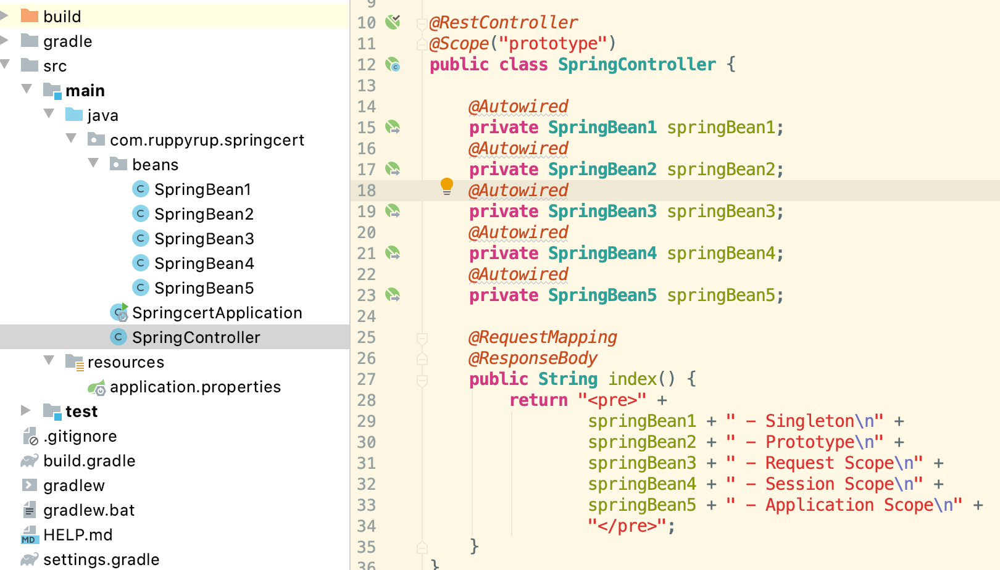 build
gradle
src
main
java
com.ruppyrup.springcert
beans
SpringBean1
SpringBean2
SpringBean3
SpringBean4
SpringBean5
SpringcertApplication
SpringController
resources
application.properties
test
.gitignore
build.gradle
gradlew
gradlew.bat
HELP.md
settings.gradle
9
10 @RestController
11 @Scope("prototype")
12 public class SpringController {
13
14 @Autowired
15 private SpringBean1 springBean1;
16 @Autowired
17 private SpringBean2 springBean2;
18 @Autowired
19 private SpringBean3 springBean3;
20 @Autowired
21 private SpringBean4 springBean4;
22 @Autowired
23 private SpringBean5 springBean5;
24
25 @RequestMapping
26 @ResponseBody
27 public String index() {
28 return "<pre>" +
29 springBean1 + " - Singleton\n" +
30 springBean2 + " - Prototype\n" +
31 springBean3 + " - Request Scope\n" +
32 springBean4 + " - Session Scope\n" +
33 springBean5 + " - Application Scope\n" +
34 "</pre>";
35 }
36 }